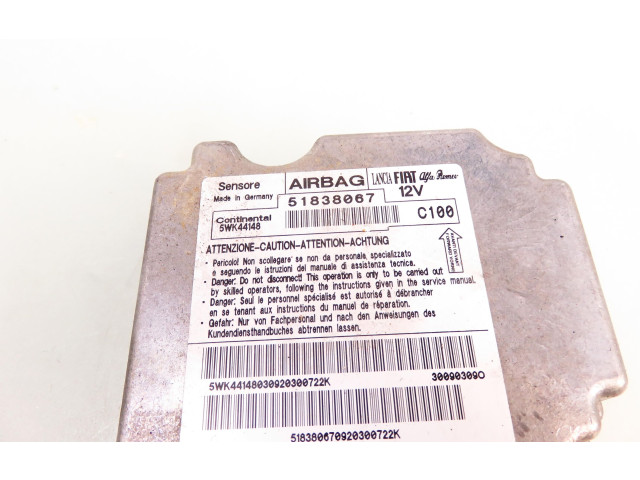 Sensore AIRBAG LANCIA FIAT Alfa Romeo
Made in Germany 51838067 12V
Continental
5WK44148 C100
ATTENZIONE-CAUTION-ATTENTION-ACHTUNG
- Pericolo! Non scollegare se non da personale, specializzato
e seguendo le istruzioni del manuale di assistenza tecnica.
- Danger: Do not disconnect! This operation is only to be carried out
by skilled operators, following the instructions given in the service manual.
- Danger: Seul le personnel spécialisé est autorisé à débrancher
en se tenant aux instructions du manuel de réparation.
- Gefahr: Nur von Fachpersonal und nach den Anweisungen des
Kundendiensthandbuches abtrennen lassen.
5WK44148030920300722K 300903090
518380670920300722K